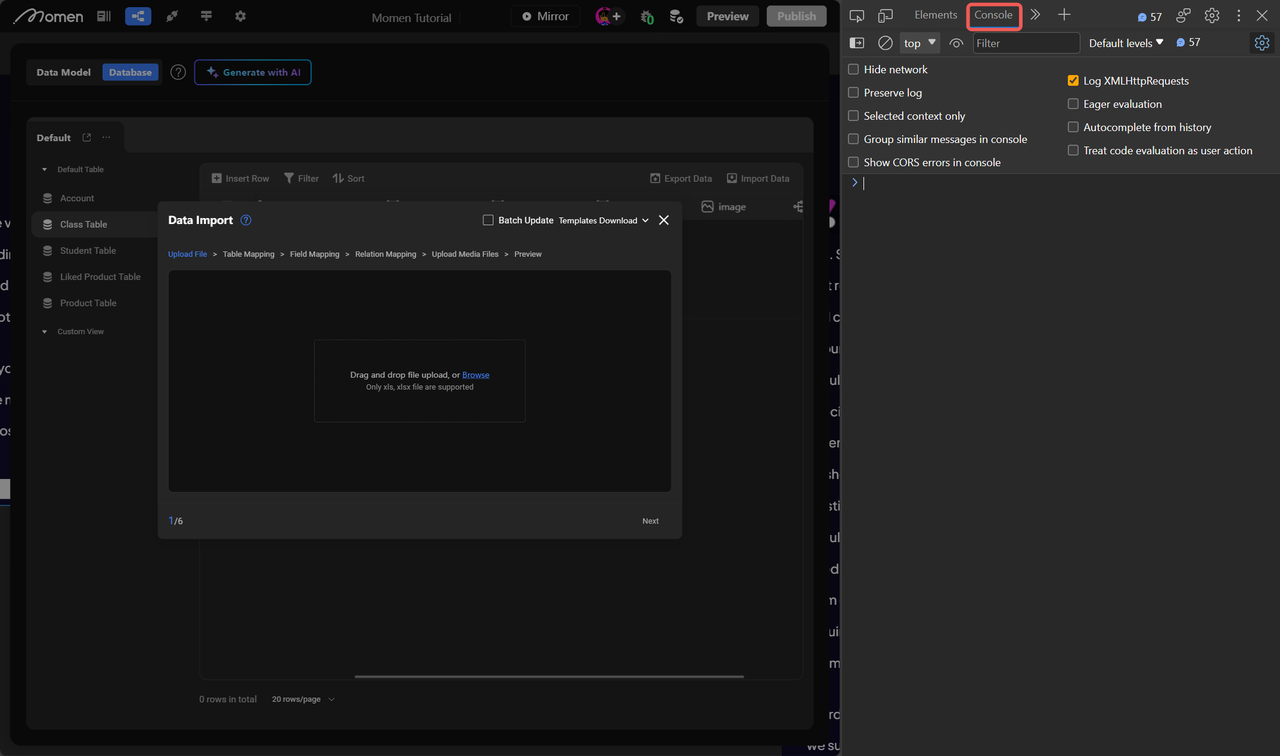 Momen
Momen Tutorial
Mirror
Preview
Publish
Data Model
Database
Generate with AI
Default
Default Table
Account
Class Table
Student Table
Liked Product Table
Product Table
Custom View
Insert Row
Filter
Sort
Export Data
Import Data
image
Data Import
Batch Update
Templates Download
Upload File > Table Mapping > Field Mapping > Relation Mapping > Upload Media Files > Preview
Drag and drop file upload, or Browse
Only xls, xlsx file are supported
1/6
Next
0 rows in total
20 rows/page
we su
Elements
Console
57
top
Filter
Default levels
57
Hide network
Preserve log
Selected context only
Group similar messages in console
Show CORS errors in console
Log XMLHttpRequests
Eager evaluation
Autocomplete from history
Treat code evaluation as user action